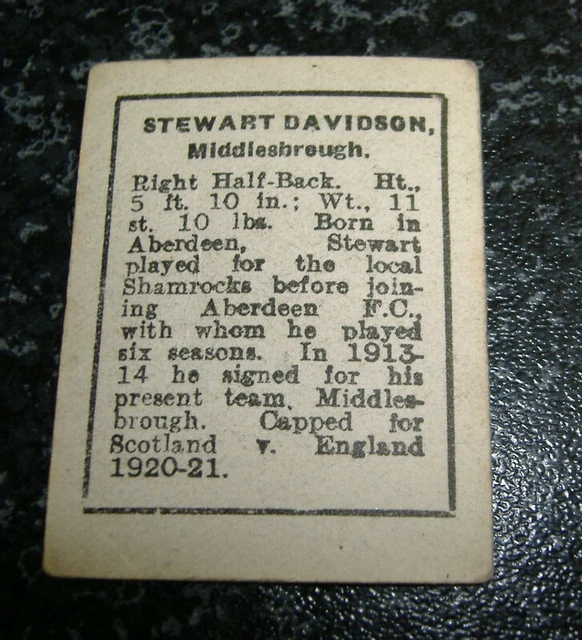 STEWART DAVIDSON,
Middlesbrough.
Right Half-Back. Ht.,
5 ft. 10 in.; Wt., 11
st. 10 lbs. Born in
Aberdeen, Stewart
played for the local
Shamrocks before join-
ing Aberdeen F.C.,
with whom he played
six seasons. In 1913-
14 he signed for his
present team, Middles-
brough. Capped for
Scotland v. England
1920-21.